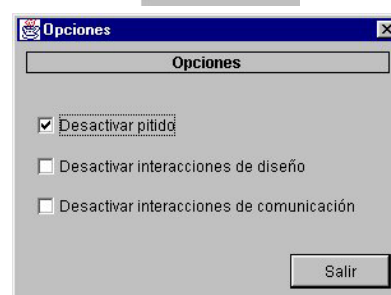 Opciones
Opciones
Desactivar pitido
Desactivar interacciones de diseño
Desactivar interacciones de comunicación
Salir